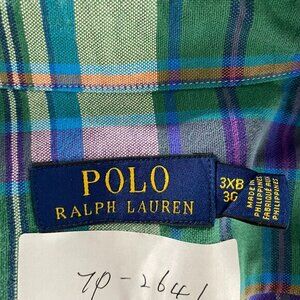 POLO
RALPH LAUREN
3XB
3G
MADE IN
PHILIPPINES
FABRIQUÉ AUX
PHILIPPINES
7P-2641